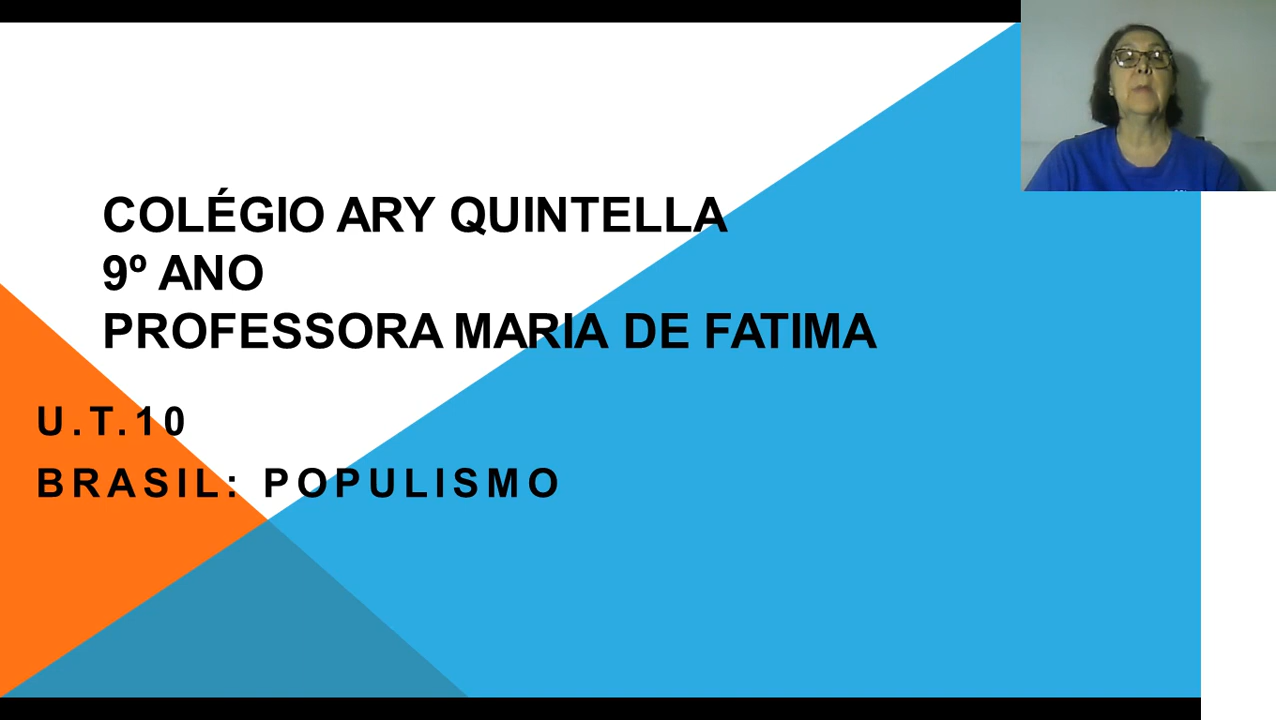 COLÉGIO ARY QUINTELLA
9º ANO
PROFESSORA MARIA DE FATIMA
U.T.10
BRASIL: POPULISMO